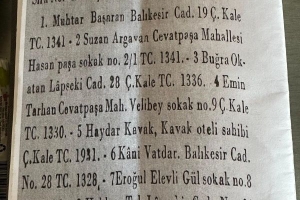 1. Muhtar Başaran Balıkesir Cad. 19 Ç. Kale
TC. 1341 - 2 Suzan Argavan Cevatpaşa Mahallesi
Hasan paşa sokak no. 2/1 TC. 1341. - 3 Buğra Ok-
atan Lâpseki Cad. 28 Ç.Kale TC. 1336. - 4 Emin
Tarhan Cevatpaşa Mah. Velibey sokak no.9 Ç.Kale
TC. 1330. - 5 Haydar Kavak, Kavak oteli sahibi
Ç.Kale TC. 1931. - 6 Kâni Vatdar. Balıkesir Cad.
No. 28 TC. 1328, - 7 Eroğul Elevli Gül sokak no.8